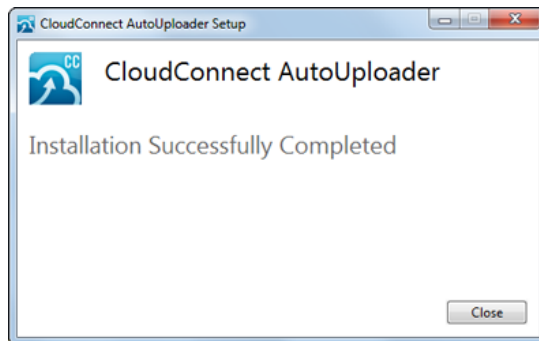 CloudConnect AutoUploader Setup
CC
CloudConnect AutoUploader
Installation Successfully Completed
Close